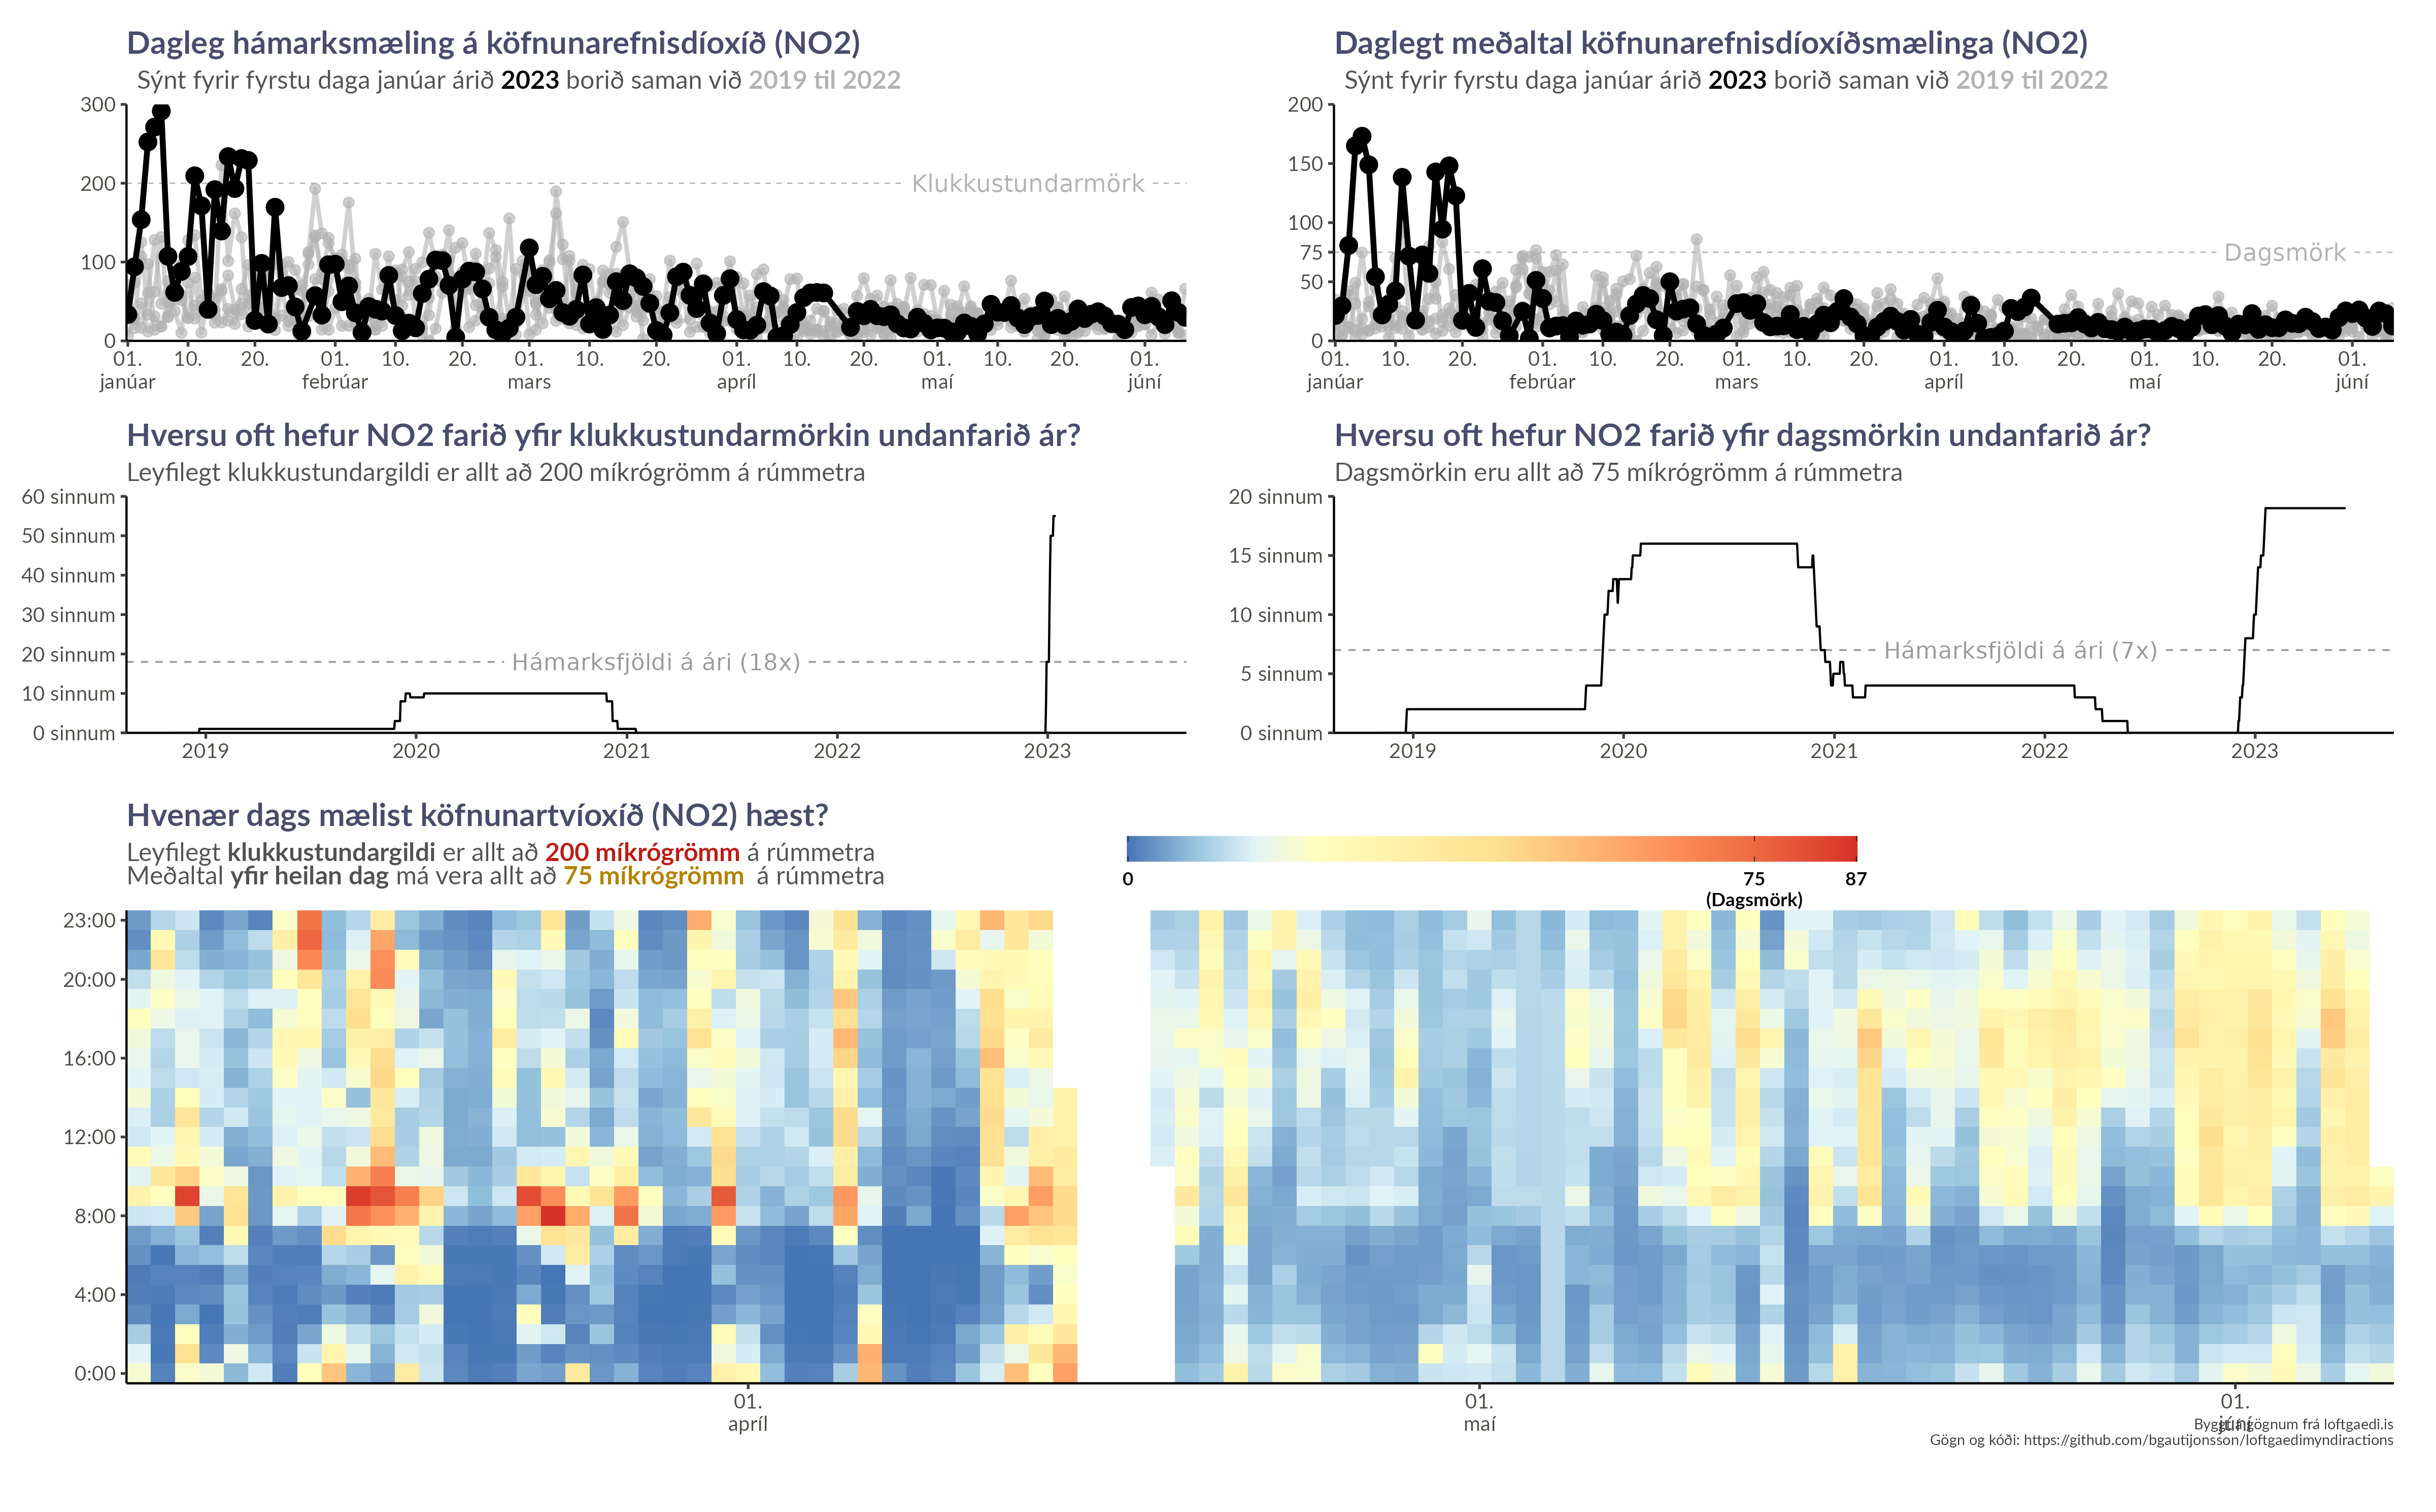 Dagleg hámarksmæling á köfnunarefnisdíoxíð (NO2)
Sýnt fyrir fyrstu daga janúar árið 2023 borið saman við 2019 til 2022
300
200
100
0
Klukkustundarmörk
01. 10. 20. 01. 10. 20. 01. 10. 20. 01. 10. 20. 01. 10. 20. 01.
janúar febrúar mars apríl maí júní
Daglegt meðaltal köfnunarefnisdíoxíðsmælinga (NO2)
Sýnt fyrir fyrstu daga janúar árið 2023 borið saman við 2019 til 2022
200
150
100
75
50
0
Dagsmörk
01. 10. 20. 01. 10. 20. 01. 10. 20. 01. 10. 20. 01. 10. 20. 01.
janúar febrúar mars apríl maí júní
Hversu oft hefur NO2 farið yfir klukkustundarmörkin undanfarið ár?
Leyfilegt klukkustundargildi er allt að 200 míkrógrömm á rúmmetra
60 sinnum
50 sinnum
40 sinnum
30 sinnum
20 sinnum
10 sinnum
0 sinnum
Hámarksfjöldi á ári (18x)
2019 2020 2021 2022 2023
Hversu oft hefur NO2 farið yfir dagsmörkin undanfarið ár?
Dagsmörkin eru allt að 75 míkrógrömm á rúmmetra
20 sinnum
15 sinnum
10 sinnum
5 sinnum
0 sinnum
Hámarksfjöldi á ári (7x)
2019 2020 2021 2022 2023
Hvenær dags mælist köfnunartvíoxíð (NO2) hæst?
Leyfilegt klukkustundargildi er allt að 200 míkrógrömm á rúmmetra
Meðaltal yfir heilan dag má vera allt að 75 míkrógrömm á rúmmetra
0 75 87
(Dagsmörk)
23:00
20:00
16:00
12:00
8:00
4:00
0:00
01. 01. 01.
apríl maí júní
Byggt á gögnum frá loftgaedi.is
Gögn og kóði: https://github.com/bgautijonsson/loftgaedimyndiractions